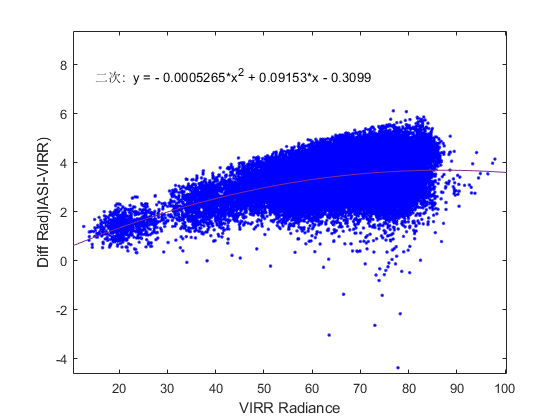 二次: y = - 0.0005265*x² + 0.09153*x - 0.3099
8
6
4
2
0
-2
-4
20 30 40 50 60 70 80 90 100
Diff Rad)IASI-VIRR)
VIRR Radiance